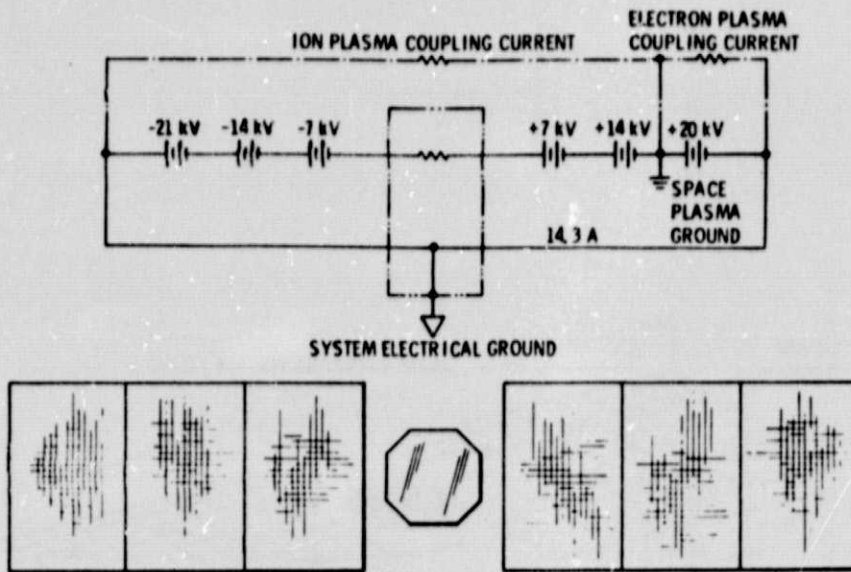 ELECTRON PLASMA
ION PLASMA COUPLING CURRENT COUPLING CURRENT
-21 kV -14 kV -7 kV +7 kV +14 kV +20 kV
SPACE
PLASMA
14.3 A GROUND
SYSTEM ELECTRICAL GROUND